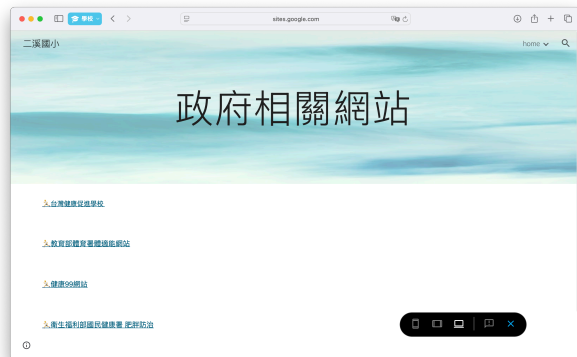 學校
sites.google.com
二溪國小
home
政府相關網站
台灣健康促進學校
教育部體育署體適能網站
健康99網站
衛生福利部國民健康署 肥胖防治